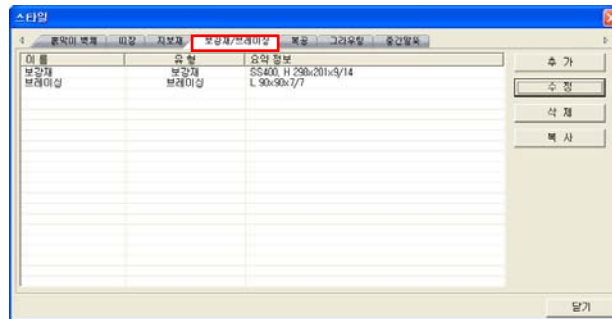 스타일
흙막이 벽체 띠장 지보재 보강재/브레이싱 복공 그라우팅 중간말뚝
이 름 유 형 요약 정보
보강재 보강재 SS400, H 298x201x9/14
브레이싱 브레이싱 L 90x90x7/7
추 가
수 정
삭 제
복 사
닫기